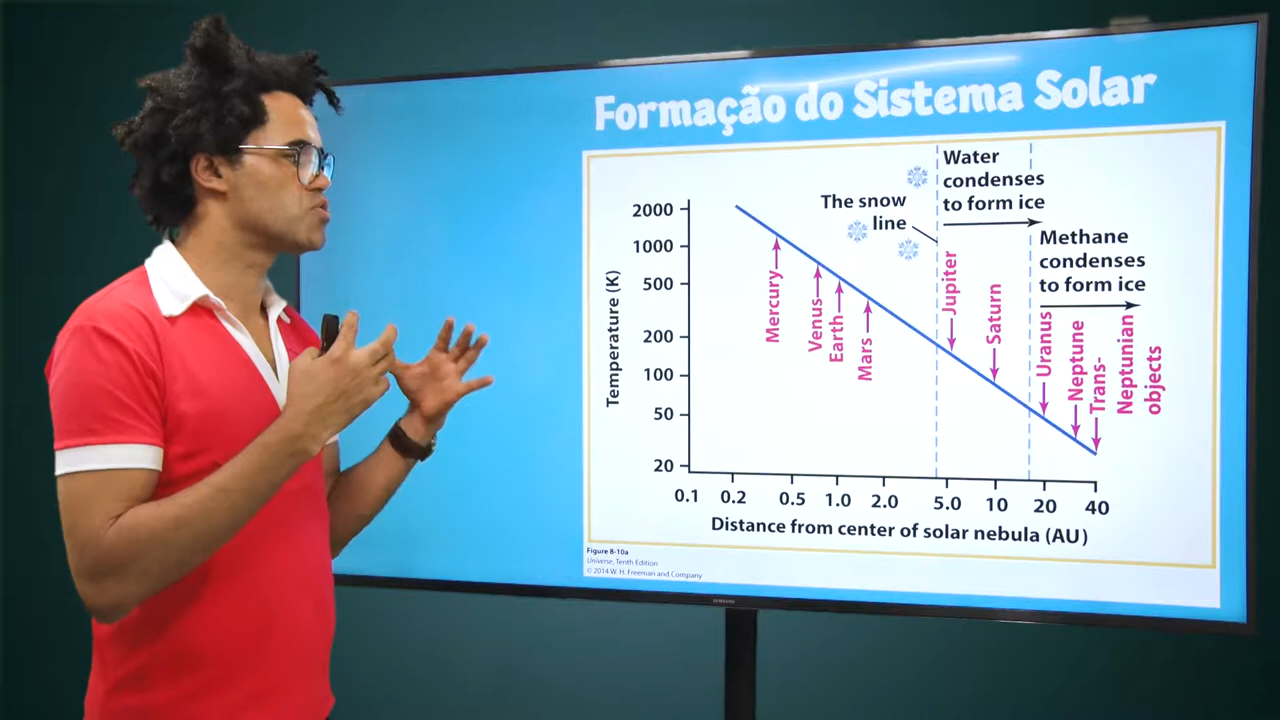 Formação do Sistema Solar
Water
condenses
to form ice
The snow
line
Methane
condenses
to form ice
2000
1000
500
200
100
50
20
Temperature (K)
Mercury
Venus
Earth
Mars
Jupiter
Saturn
Uranus
Neptune
Trans-
Neptunian
objects
0.1 0.2 0.5 1.0 2.0 5.0 10 20 40
Distance from center of solar nebula (AU)
Figure 8-10a
Universe, Tenth Edition
© 2014 W. H. Freeman and Company
SAMSUNG